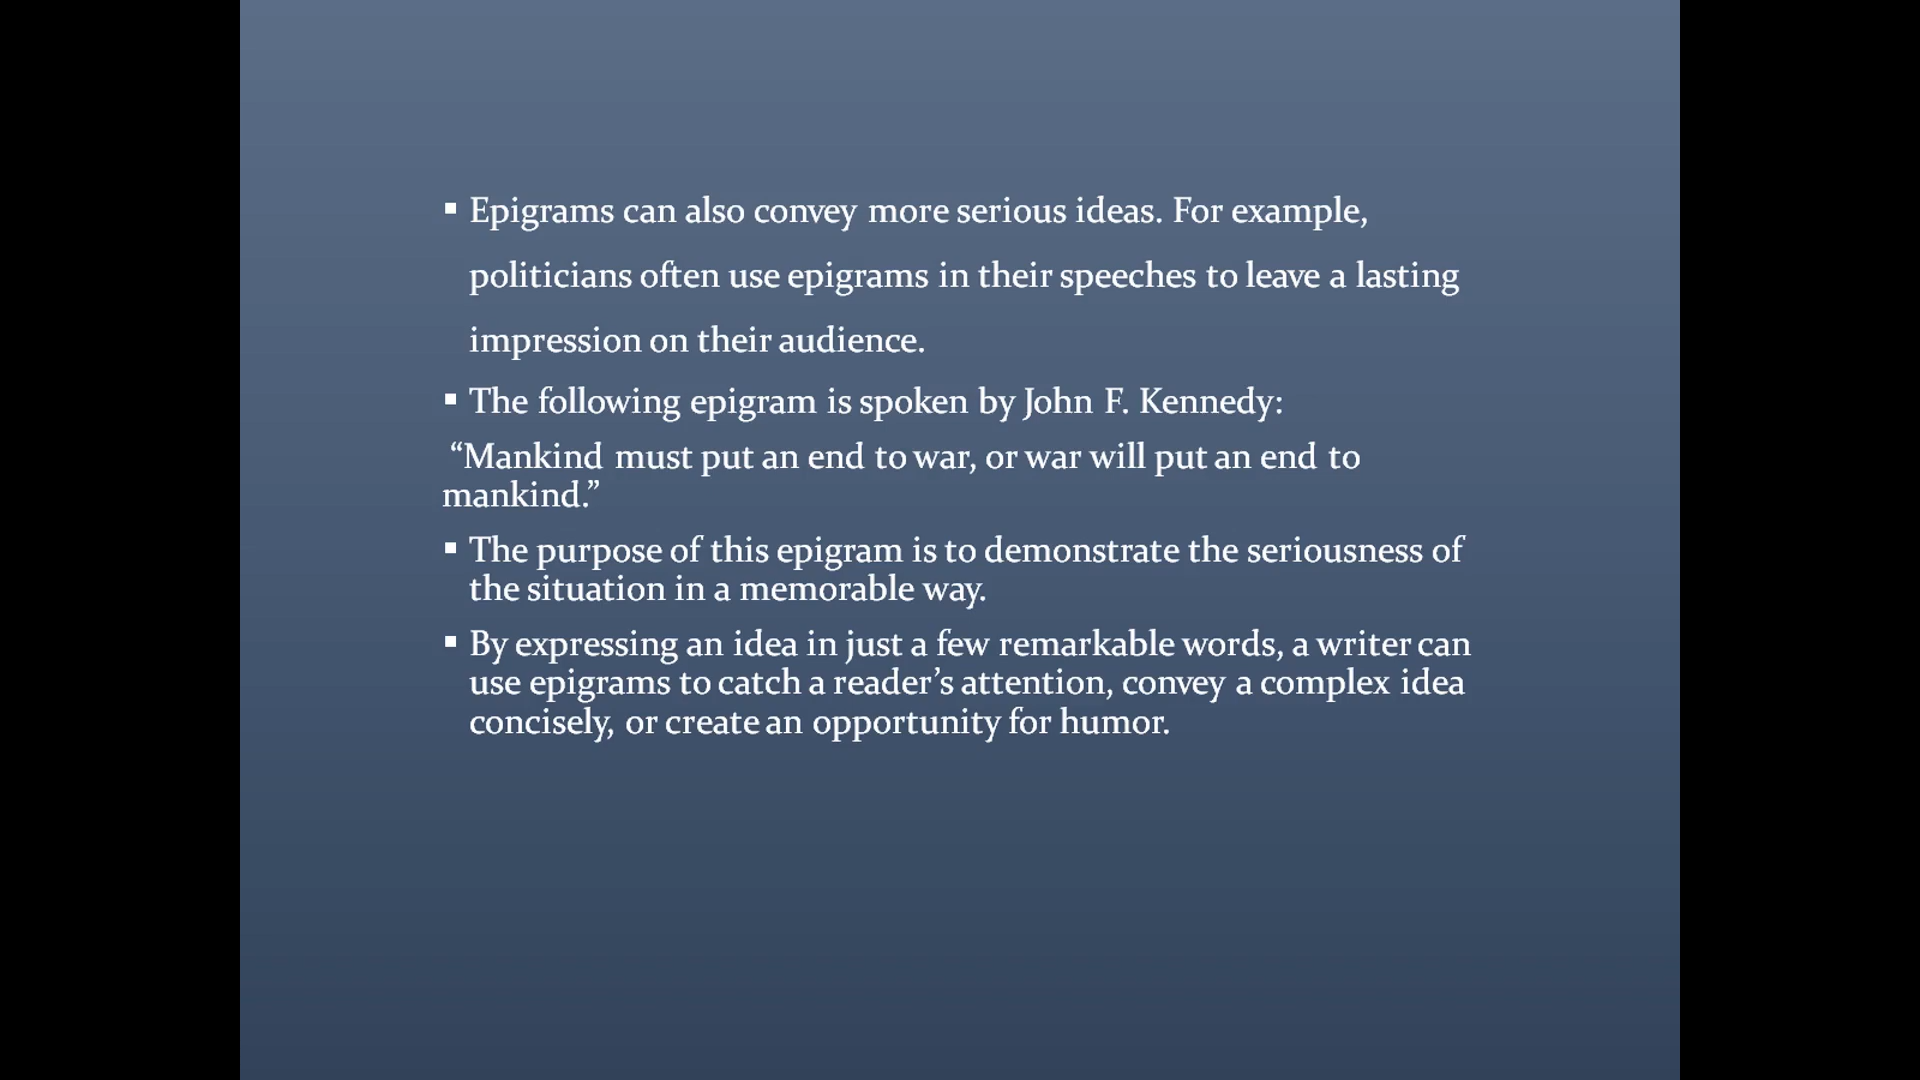 ▪ Epigrams can also convey more serious ideas. For example,
politicians often use epigrams in their speeches to leave a lasting
impression on their audience.
▪ The following epigram is spoken by John F. Kennedy:
“Mankind must put an end to war, or war will put an end to
mankind.”
▪ The purpose of this epigram is to demonstrate the seriousness of
the situation in a memorable way.
▪ By expressing an idea in just a few remarkable words, a writer can
use epigrams to catch a reader’s attention, convey a complex idea
concisely, or create an opportunity for humor.